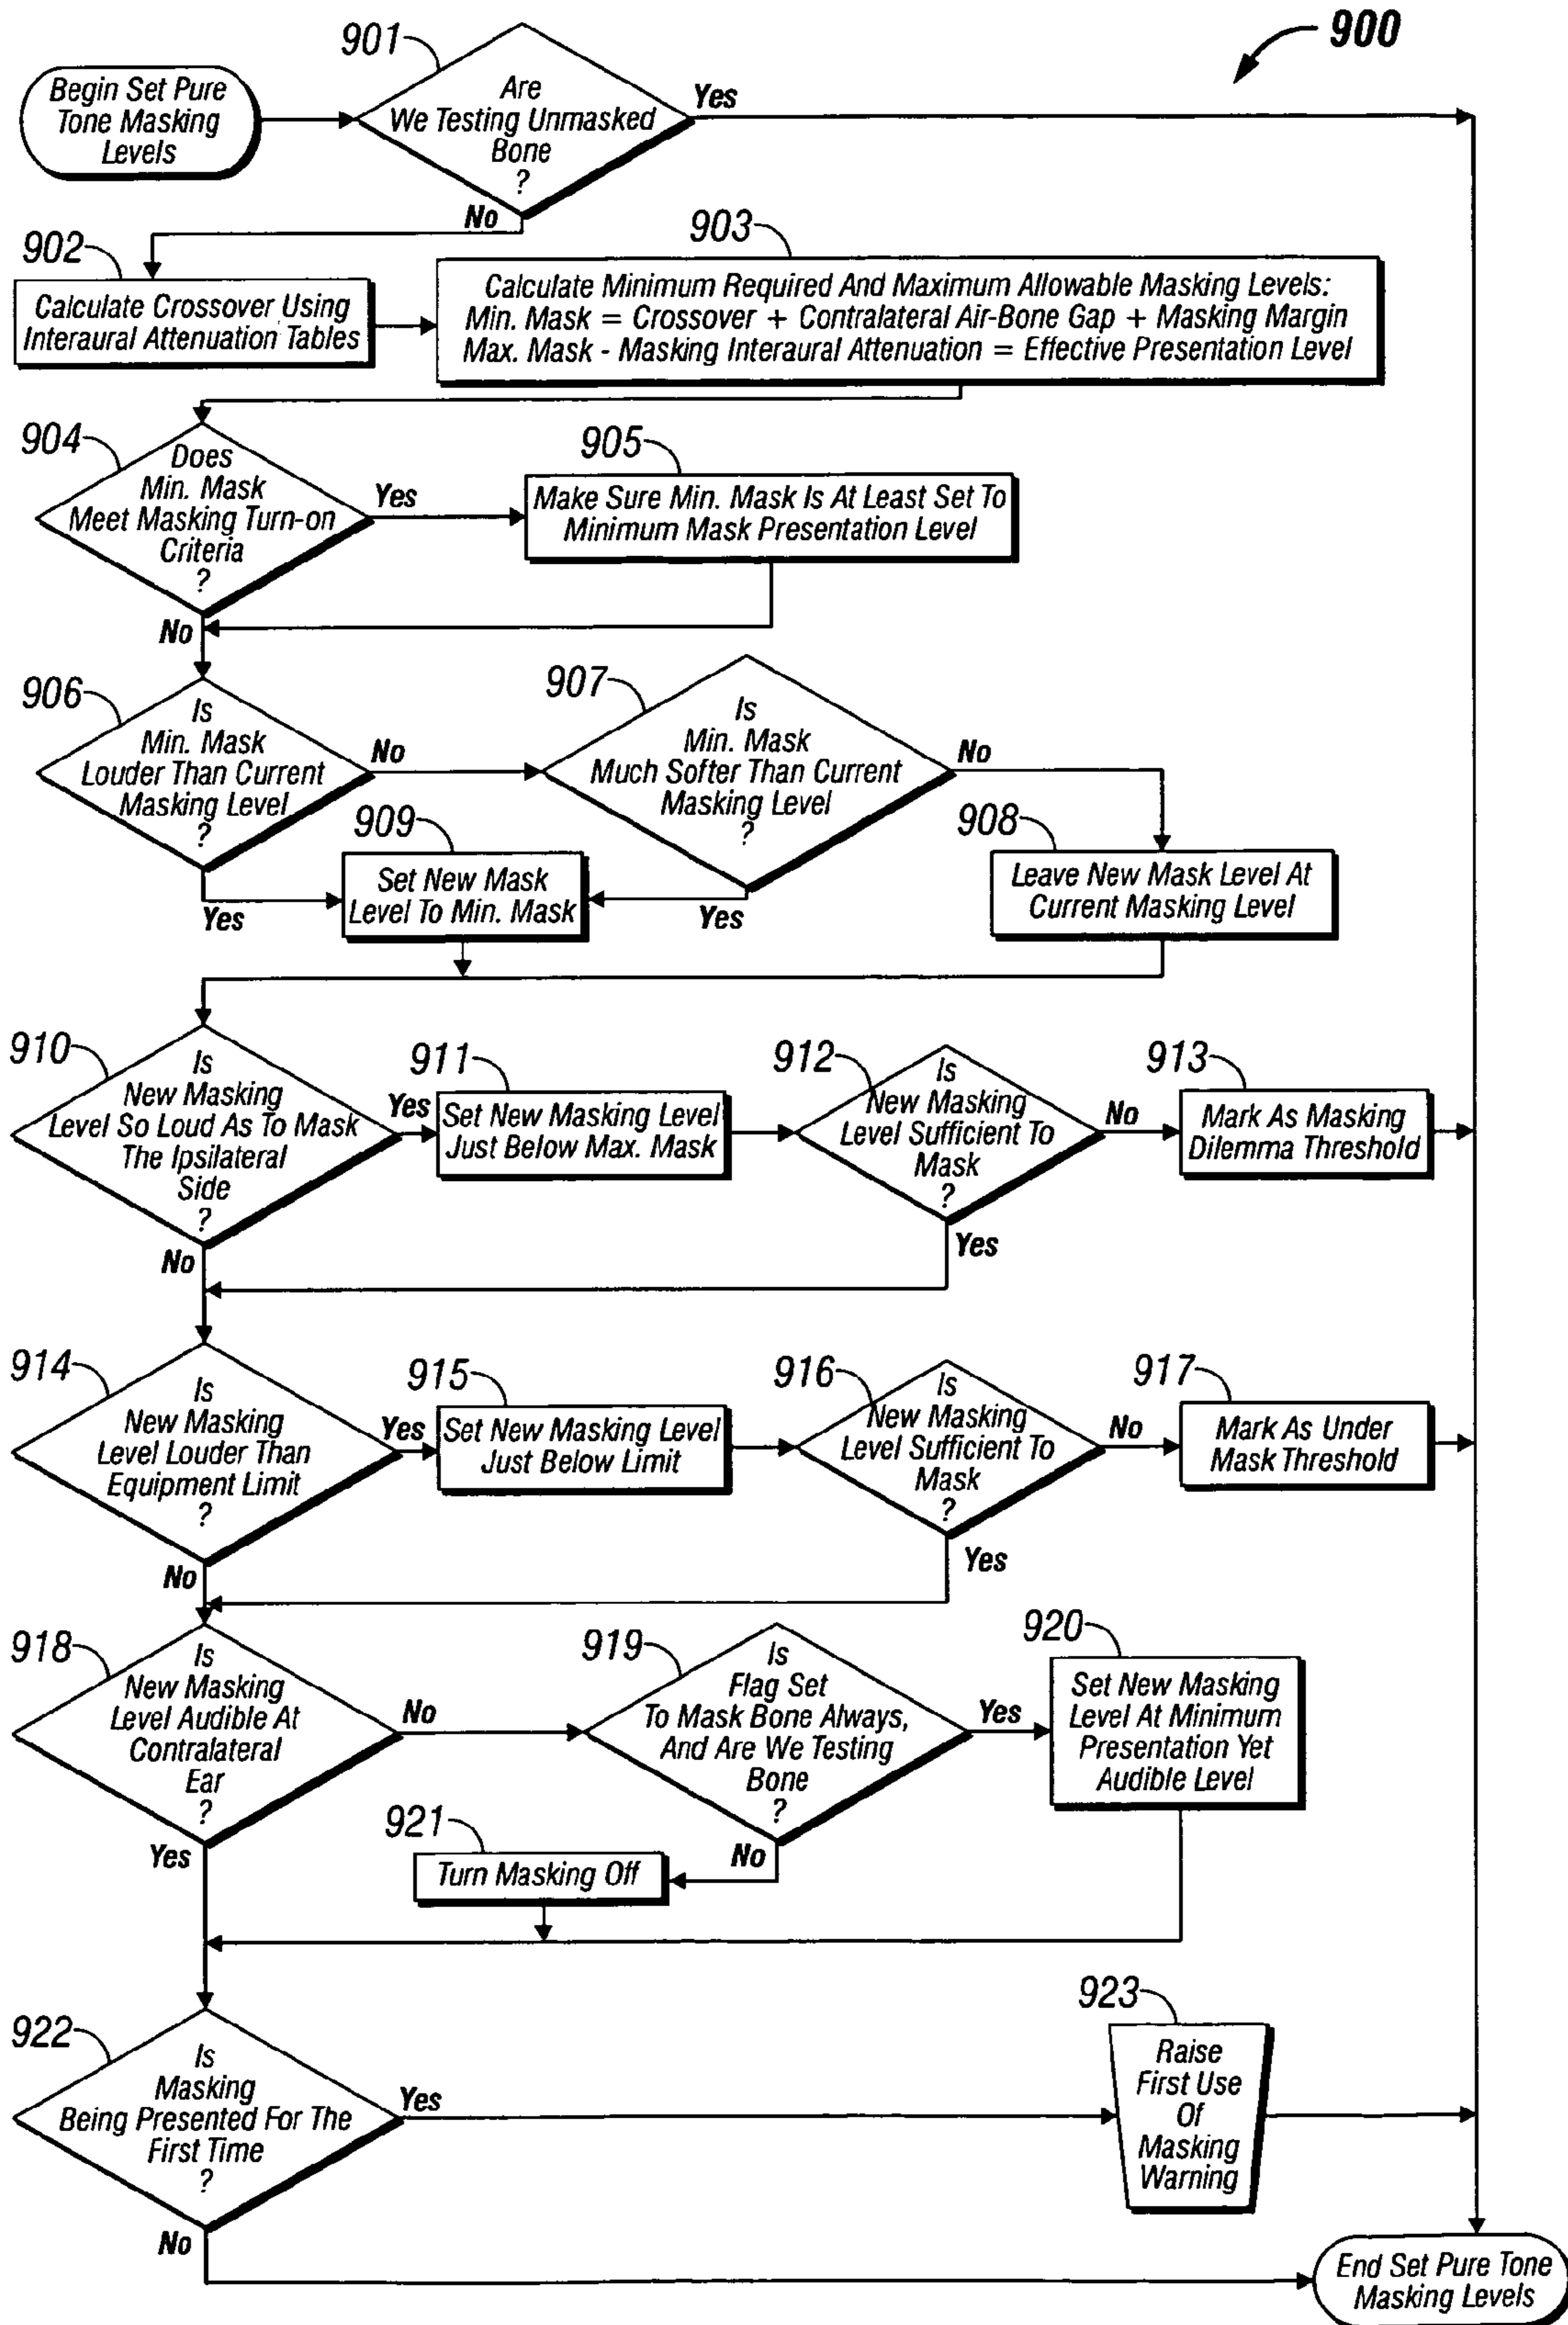 900
901
Begin Set Pure
Tone Masking
Levels
Are
We Testing Unmasked
Bone
?
Yes
No
902
Calculate Crossover Using
Interaural Attenuation Tables
903
Calculate Minimum Required And Maximum Allowable Masking Levels:
Min. Mask = Crossover + Contralateral Air-Bone Gap + Masking Margin
Max. Mask - Masking Interaural Attenuation = Effective Presentation Level
904
Does
Min. Mask
Meet Masking Turn-on
Criteria
?
Yes
No
905
Make Sure Min. Mask Is At Least Set To
Minimum Mask Presentation Level
906
Is
Min. Mask
Louder Than Current
Masking Level
?
No
Yes
907
Is
Min. Mask
Much Softer Than Current
Masking Level
?
No
Yes
908
Leave New Mask Level At
Current Masking Level
909
Set New Mask
Level To Min. Mask
910
Is
New Masking
Level So Loud As To Mask
The Ipsilateral
Side
?
Yes
No
911
Set New Masking Level
Just Below Max. Mask
912
Is
New Masking
Level Sufficient To
Mask
?
No
Yes
913
Mark As Masking
Dilemma Threshold
914
Is
New Masking
Level Louder Than
Equipment Limit
?
Yes
No
915
Set New Masking Level
Just Below Limit
916
Is
New Masking
Level Sufficient To
Mask
?
No
Yes
917
Mark As Under
Mask Threshold
918
Is
New Masking
Level Audible At
Contralateral
Ear
?
No
Yes
919
Is
Flag Set
To Mask Bone Always,
And Are We Testing
Bone
?
Yes
No
920
Set New Masking
Level At Minimum
Presentation Yet
Audible Level
921
Turn Masking Off
922
Is
Masking
Being Presented For The
First Time
?
Yes
No
923
Raise
First Use
Of
Masking
Warning
End Set Pure Tone
Masking Levels